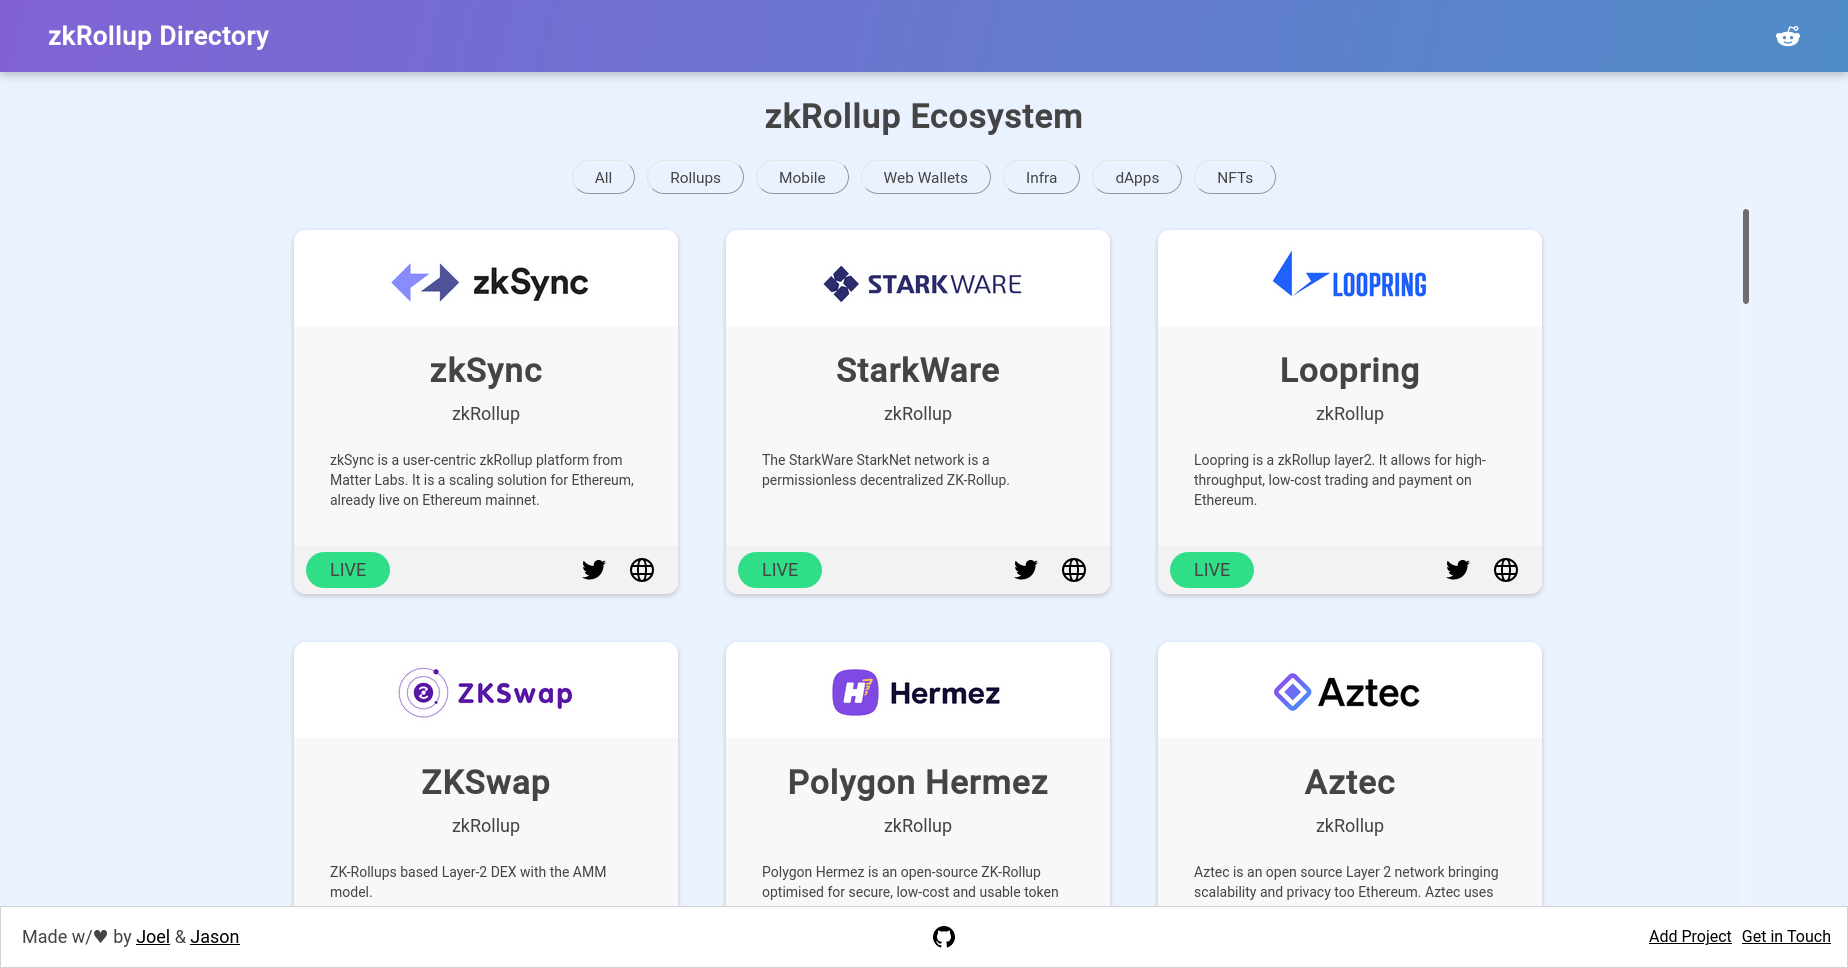 zkRollup Directory
zkRollup Ecosystem
All Rollups Mobile Web Wallets Infra dApps NFTs
zkSync
STARKWARE
LOOPRING
zkSync
zkRollup
zkSync is a user-centric zkRollup platform from
Matter Labs. It is a scaling solution for Ethereum,
already live on Ethereum mainnet.
LIVE
StarkWare
zkRollup
The StarkWare StarkNet network is a
permissionless decentralized ZK-Rollup.
LIVE
Loopring
zkRollup
Loopring is a zkRollup layer2. It allows for high-
throughput, low-cost trading and payment on
Ethereum.
LIVE
ZKSwap
Hermez
Aztec
ZKSwap
zkRollup
ZK-Rollups based Layer-2 DEX with the AMM
model.
Polygon Hermez
zkRollup
Polygon Hermez is an open-source ZK-Rollup
optimised for secure, low-cost and usable token
Aztec
zkRollup
Aztec is an open source Layer 2 network bringing
scalability and privacy too Ethereum. Aztec uses
Made w/♥ by Joel & Jason
Add Project Get in Touch